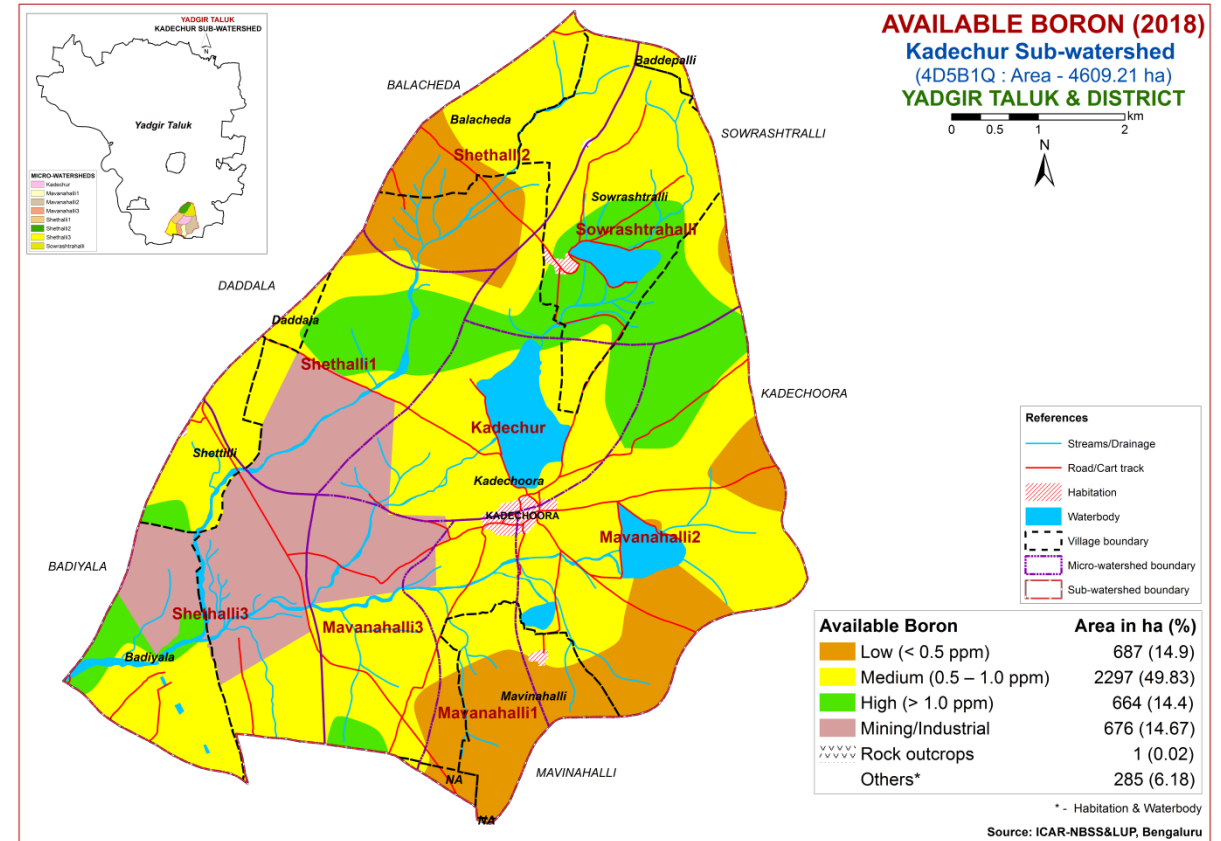 YADGIR TALUK
KADECHUR SUB-WATERSHED
N
Yadgir Taluk
MICRO-WATERSHEDS
Kadechur
Mavanahalli1
Mavanahalli2
Mavanahalli3
Shethalli1
Shethalli2
Shethalli3
Sowrashtrahalli
AVAILABLE BORON (2018)
Kadechur Sub-watershed
(4D5B1Q : Area - 4609.21 ha)
YADGIR TALUK & DISTRICT
km
0 0.5 1 2
N
Baddepalli
BALACHEDA
Balacheda
SOWRASHTRALLI
Shethalli2
Sowrashtralli
Sowrashtrahalli
DADDALA
Daddala
Shethalli1
KADECHOORA
Kadechur
Shettilli
Kadechoora
KADECHOORA
Mavanahalli2
BADIYALA
Shethalli3
Mavanahalli3
Badiyala
Mavinahalli
Mavanahalli1
MAVINAHALLI
NA
NA
References
Streams/Drainage
Road/Cart track
Habitation
Waterbody
Village boundary
Micro-watershed boundary
Sub-watershed boundary
Available Boron Area in ha (%)
Low (< 0.5 ppm) 687 (14.9)
Medium (0.5 – 1.0 ppm) 2297 (49.83)
High (> 1.0 ppm) 664 (14.4)
Mining/Industrial 676 (14.67)
Rock outcrops 1 (0.02)
Others* 285 (6.18)
* - Habitation & Waterbody
Source: ICAR-NBSS&LUP, Bengaluru